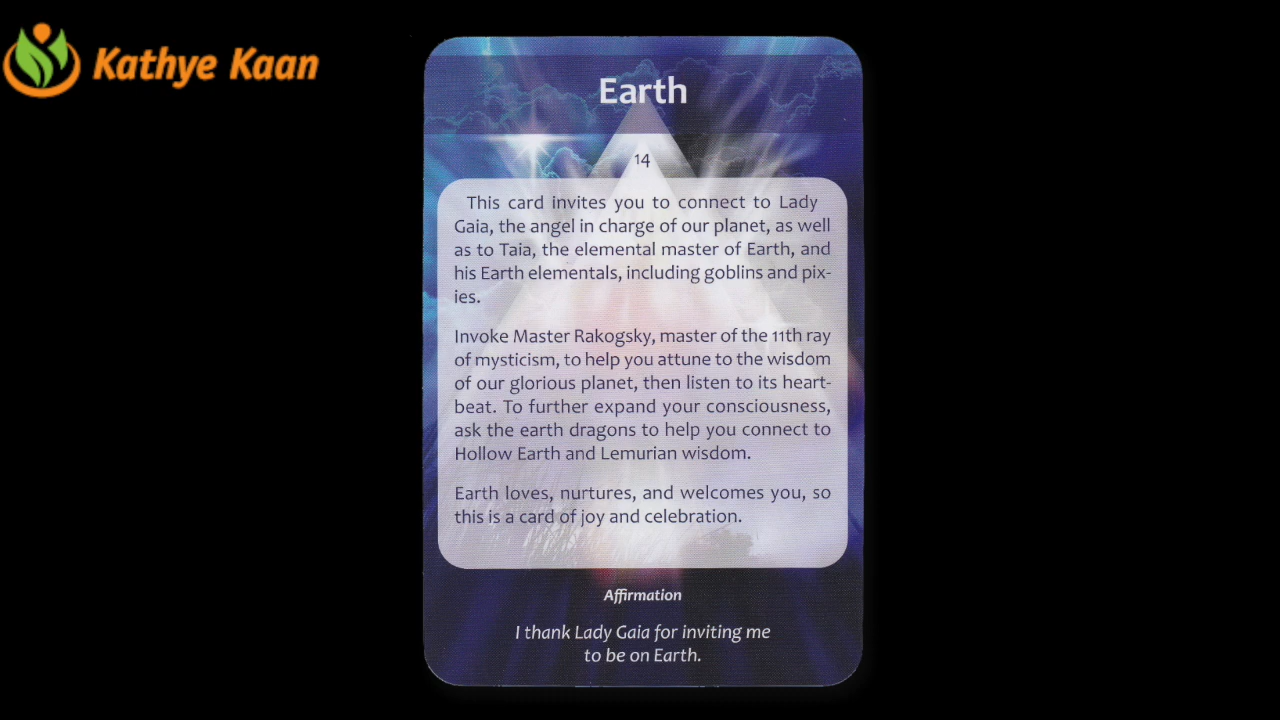 Kathye Kaan
Earth
14
This card invites you to connect to Lady
Gaia, the angel in charge of our planet, as well
as to Taia, the elemental master of Earth, and
his Earth elementals, including goblins and pix-
ies.
Invoke Master Rakogsky, master of the 11th ray
of mysticism, to help you attune to the wisdom
of our glorious planet, then listen to its heart-
beat. To further expand your consciousness,
ask the earth dragons to help you connect to
Hollow Earth and Lemurian wisdom.
Earth loves, nurtures, and welcomes you, so
this is a card of joy and celebration.
Affirmation
I thank Lady Gaia for inviting me
to be on Earth.